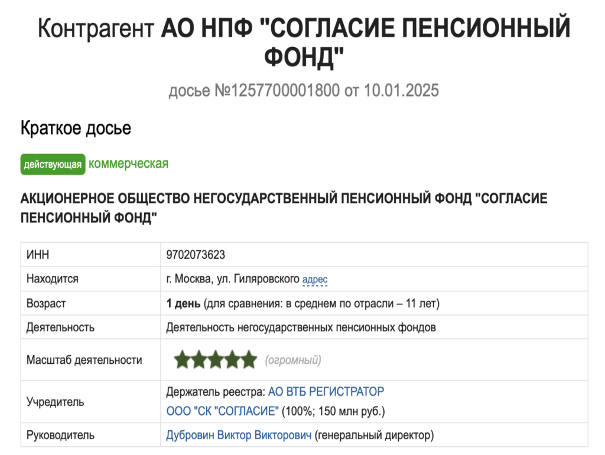 Контрагент АО НПФ "СОГЛАСИЕ ПЕНСИОННЫЙ
ФОНД"
досье №1257700001800 от 10.01.2025
Краткое досье
действующая коммерческая
АКЦИОНЕРНОЕ ОБЩЕСТВО НЕГОСУДАРСТВЕННЫЙ ПЕНСИОННЫЙ ФОНД "СОГЛАСИЕ
ПЕНСИОННЫЙ ФОНД"
ИНН 9702073623
Находится г. Москва, ул. Гиляровского адрес
Возраст 1 день (для сравнения: в среднем по отрасли – 11 лет)
Деятельность Деятельность негосударственных пенсионных фондов
Масштаб деятельности (огромный)
Учредитель Держатель реестра: АО ВТБ РЕГИСТРАТОР
ООО "СК "СОГЛАСИЕ" (100%; 150 млн руб.)
Руководитель Дубровин Виктор Викторович (генеральный директор)